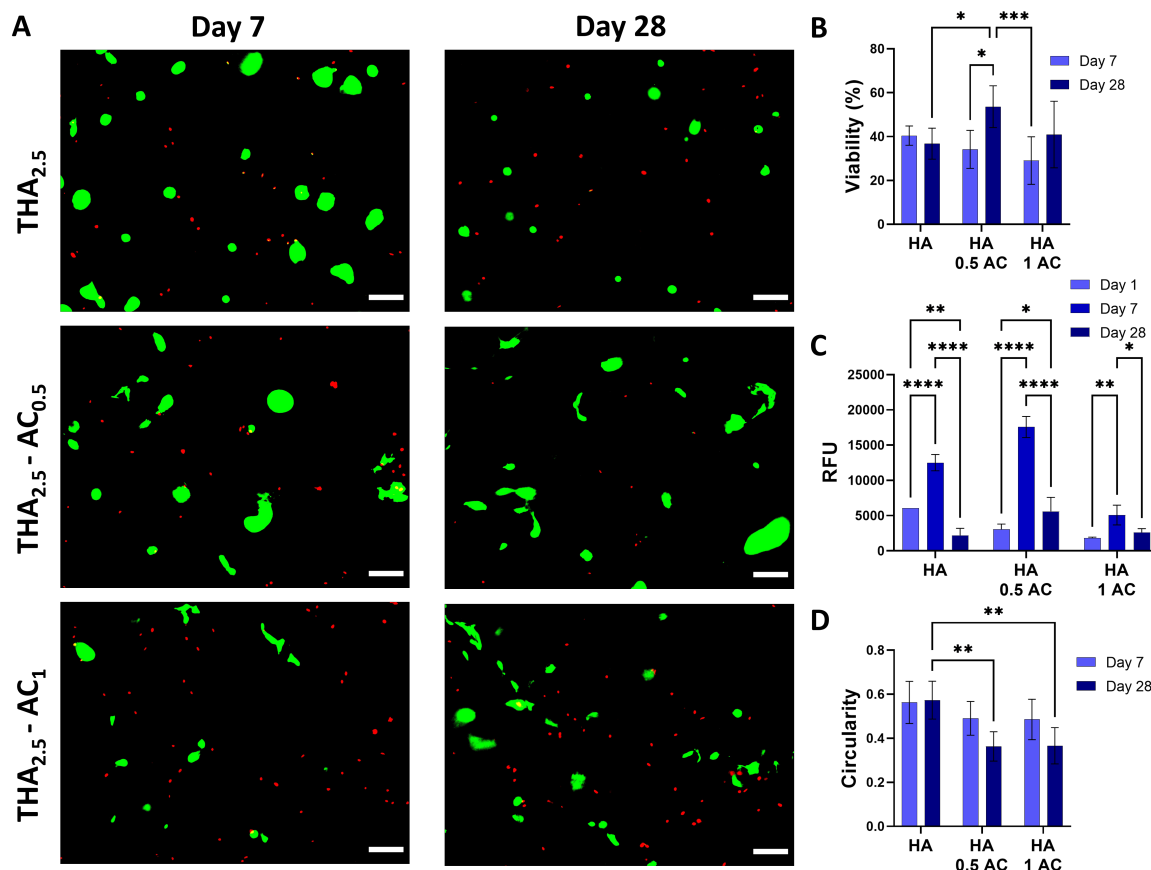 A
Day 7
Day 28
THA2.5
THA2.5 - AC0.5
THA2.5 - AC1
B
*
***
*
80
60
40
20
0
Viability (%)
Day 7
Day 28
HA
HA
0.5 AC
HA
1 AC
C
Day 1
Day 7
Day 28
**
*
****
****
*
****
****
**
25000
20000
15000
10000
5000
0
RFU
HA
HA
0.5 AC
HA
1 AC
D
**
**
0.8
0.6
0.4
0.2
0.0
Circularity
Day 7
Day 28
HA
HA
0.5 AC
HA
1 AC